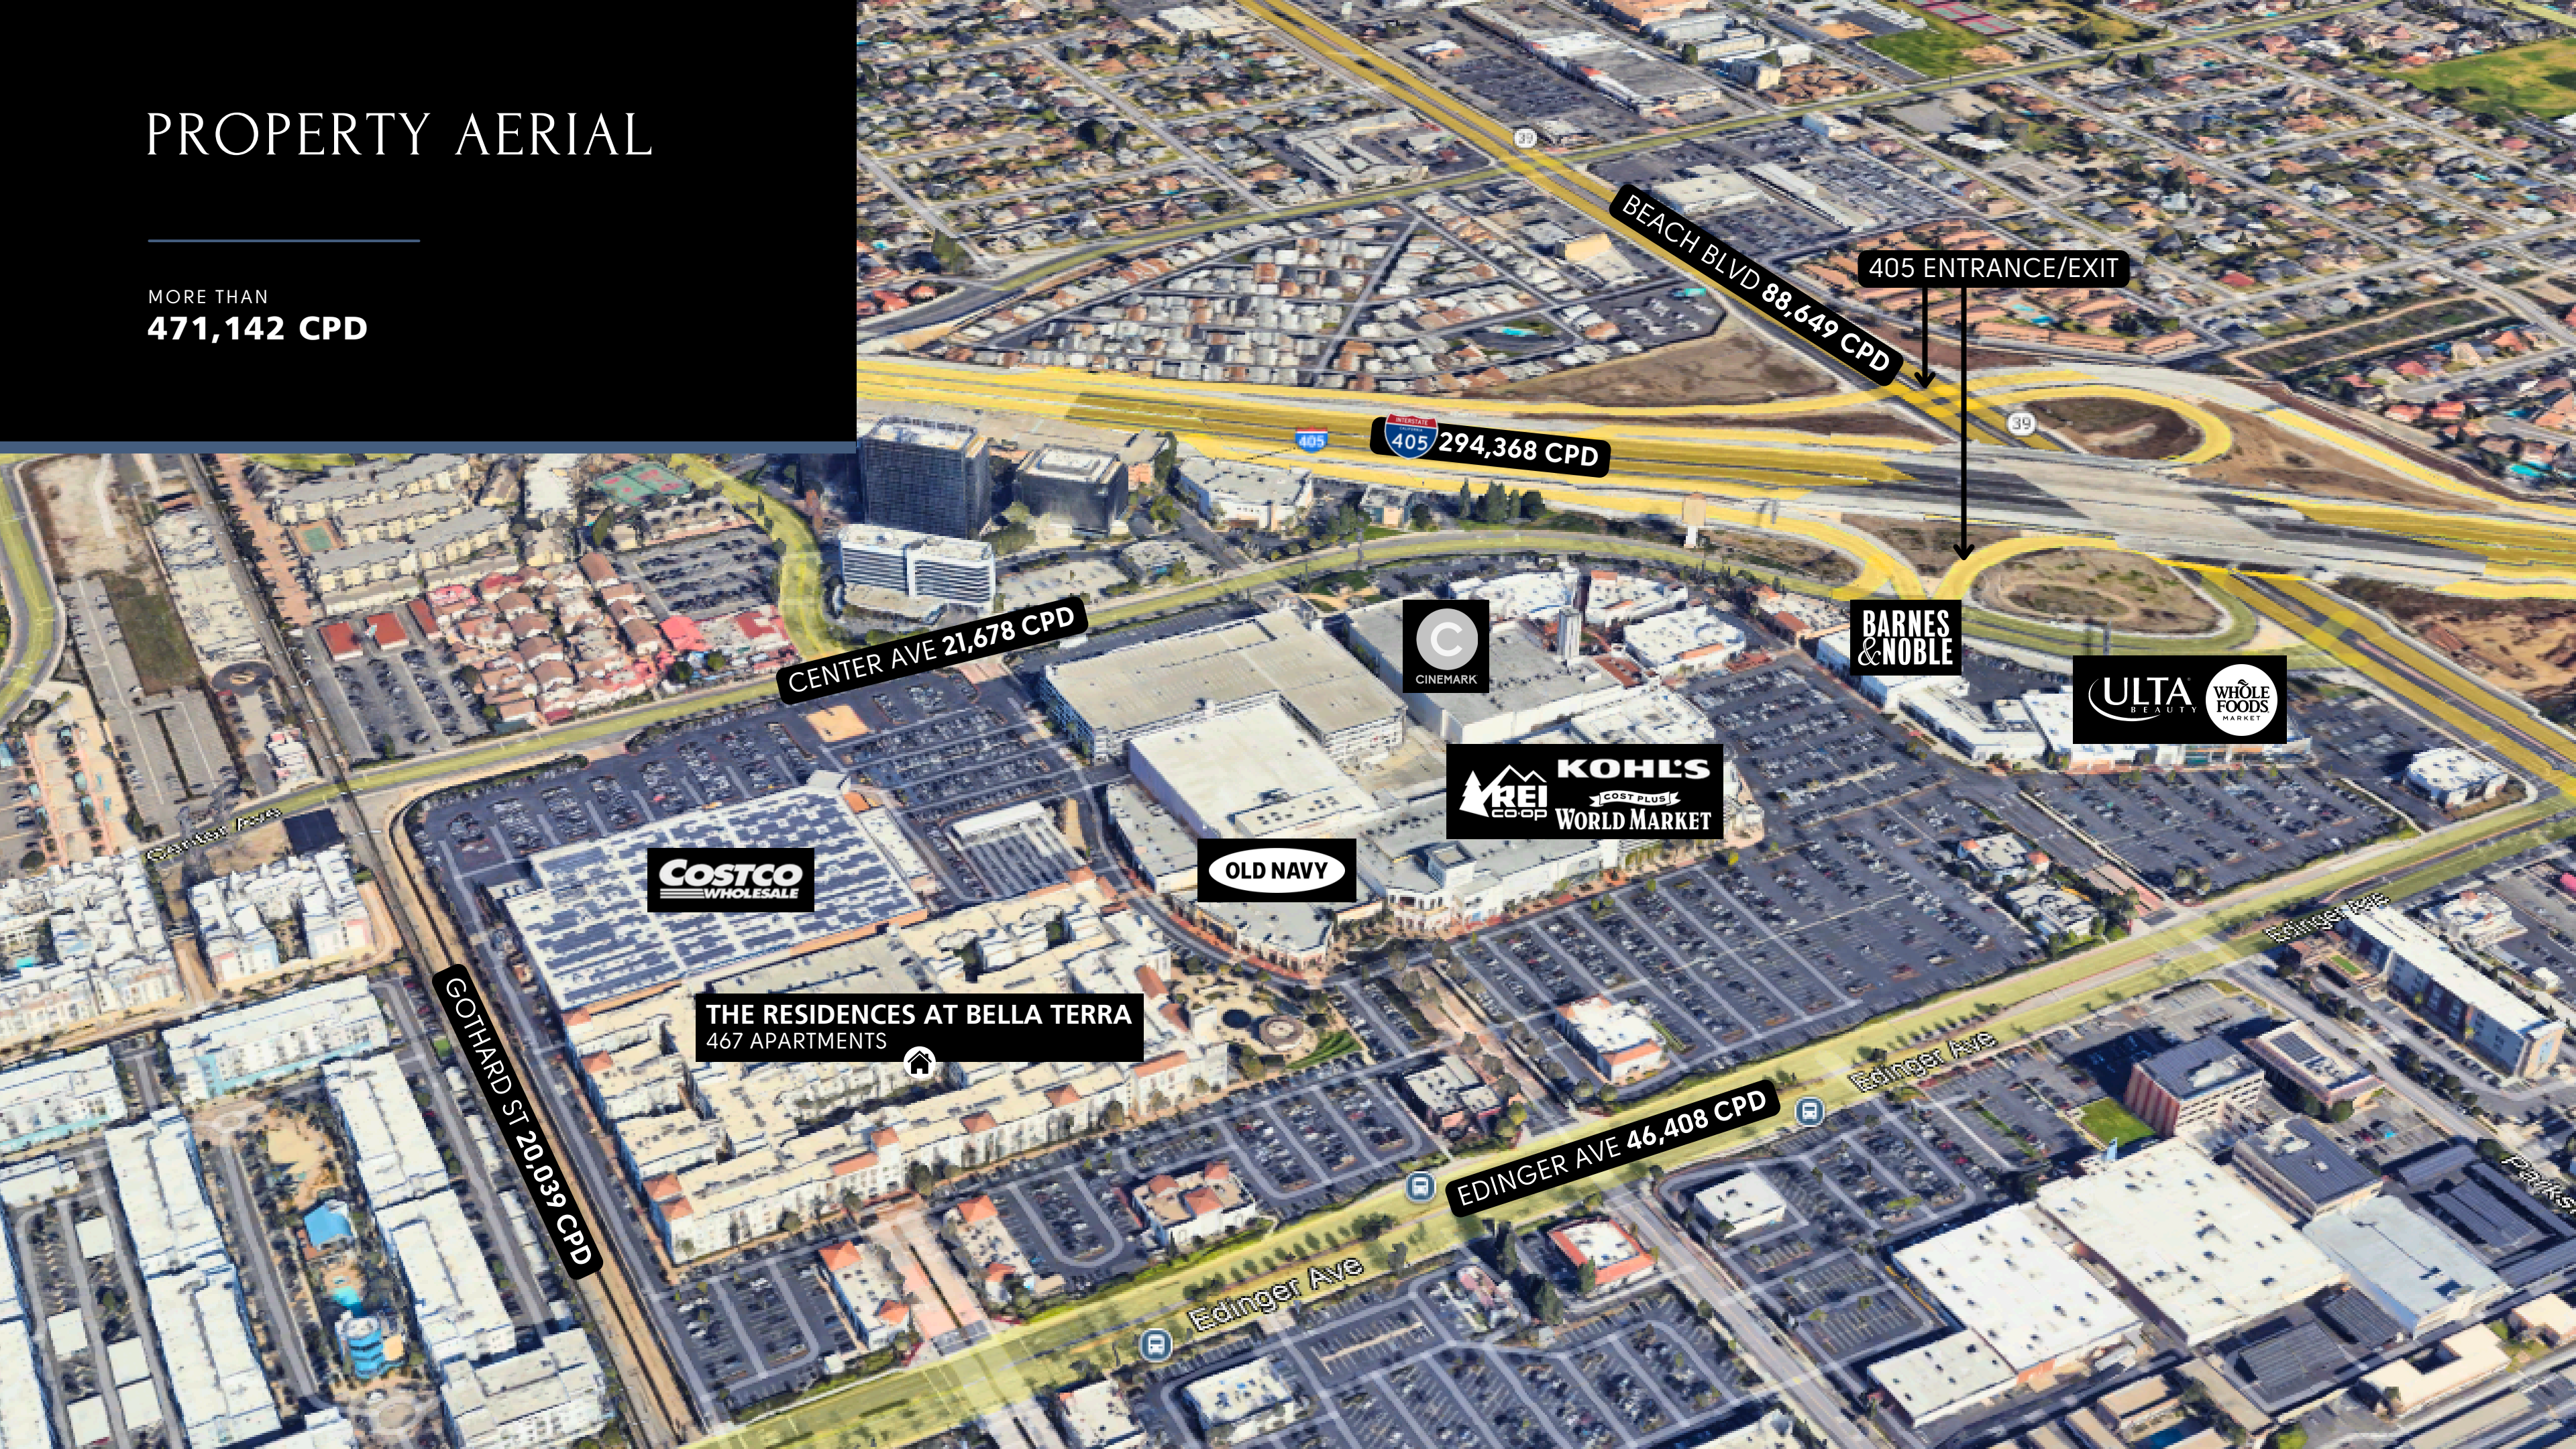 PROPERTY AERIAL
MORE THAN
471,142 CPD
39
BEACH BLVD 88,649 CPD
405 ENTRANCE/EXIT
39
405
INTERSTATE
CALIFORNIA
405
294,368 CPD
CENTER AVE 21,678 CPD
C
CINEMARK
BARNES
&NOBLE
ULTA
BEAUTY
WHOLE
FOODS
MARKET
REI
CO·OP
KOHL'S
COST PLUS
WORLD MARKET
Center Ave
COSTCO
WHOLESALE
OLD NAVY
Edinger Ave
THE RESIDENCES AT BELLA TERRA
467 APARTMENTS
GOTHARD ST 20,039 CPD
Edinger Ave
EDINGER AVE 46,408 CPD
Edinger Ave